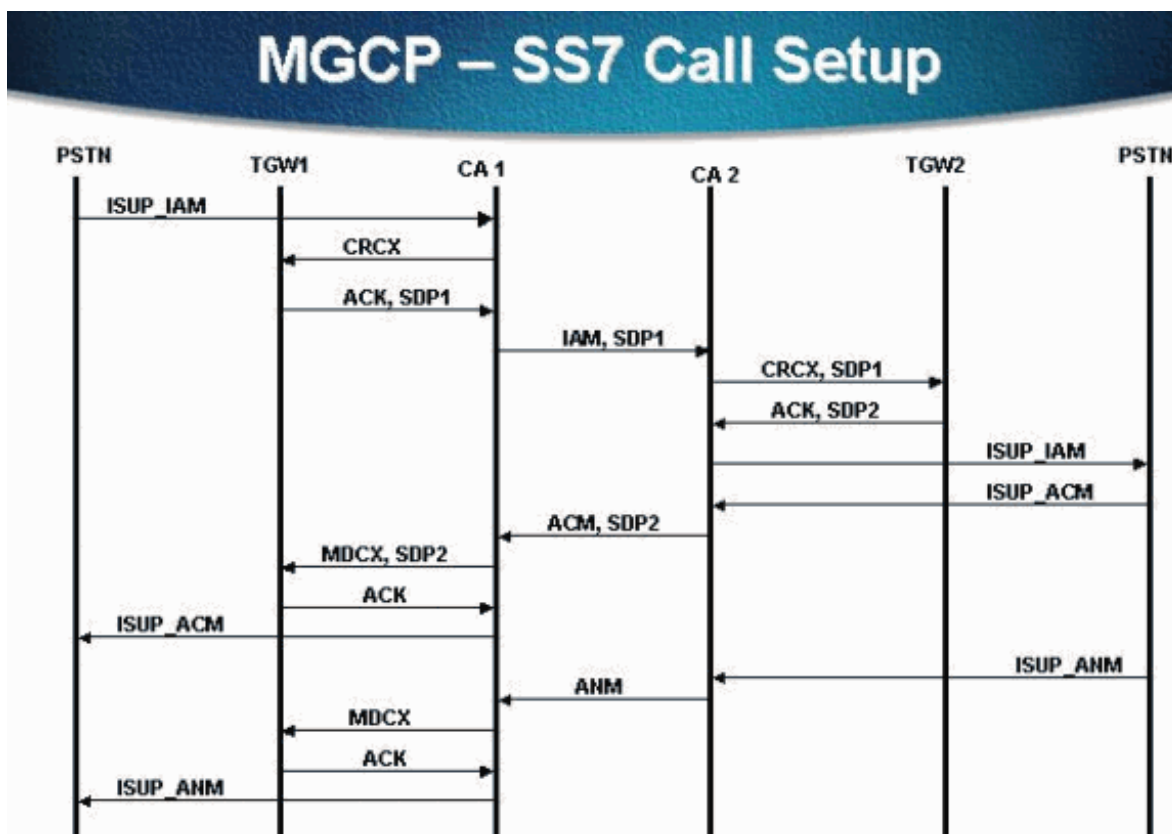 MGCP – SS7 Call Setup
PSTN
TGW1
CA 1
CA 2
TGW2
PSTN
ISUP_IAM
CRCX
ACK, SDP1
IAM, SDP1
CRCX, SDP1
ACK, SDP2
ISUP_IAM
ISUP_ACM
ACM, SDP2
MDCX, SDP2
ACK
ISUP_ACM
ISUP_ANM
ANM
MDCX
ACK
ISUP_ANM